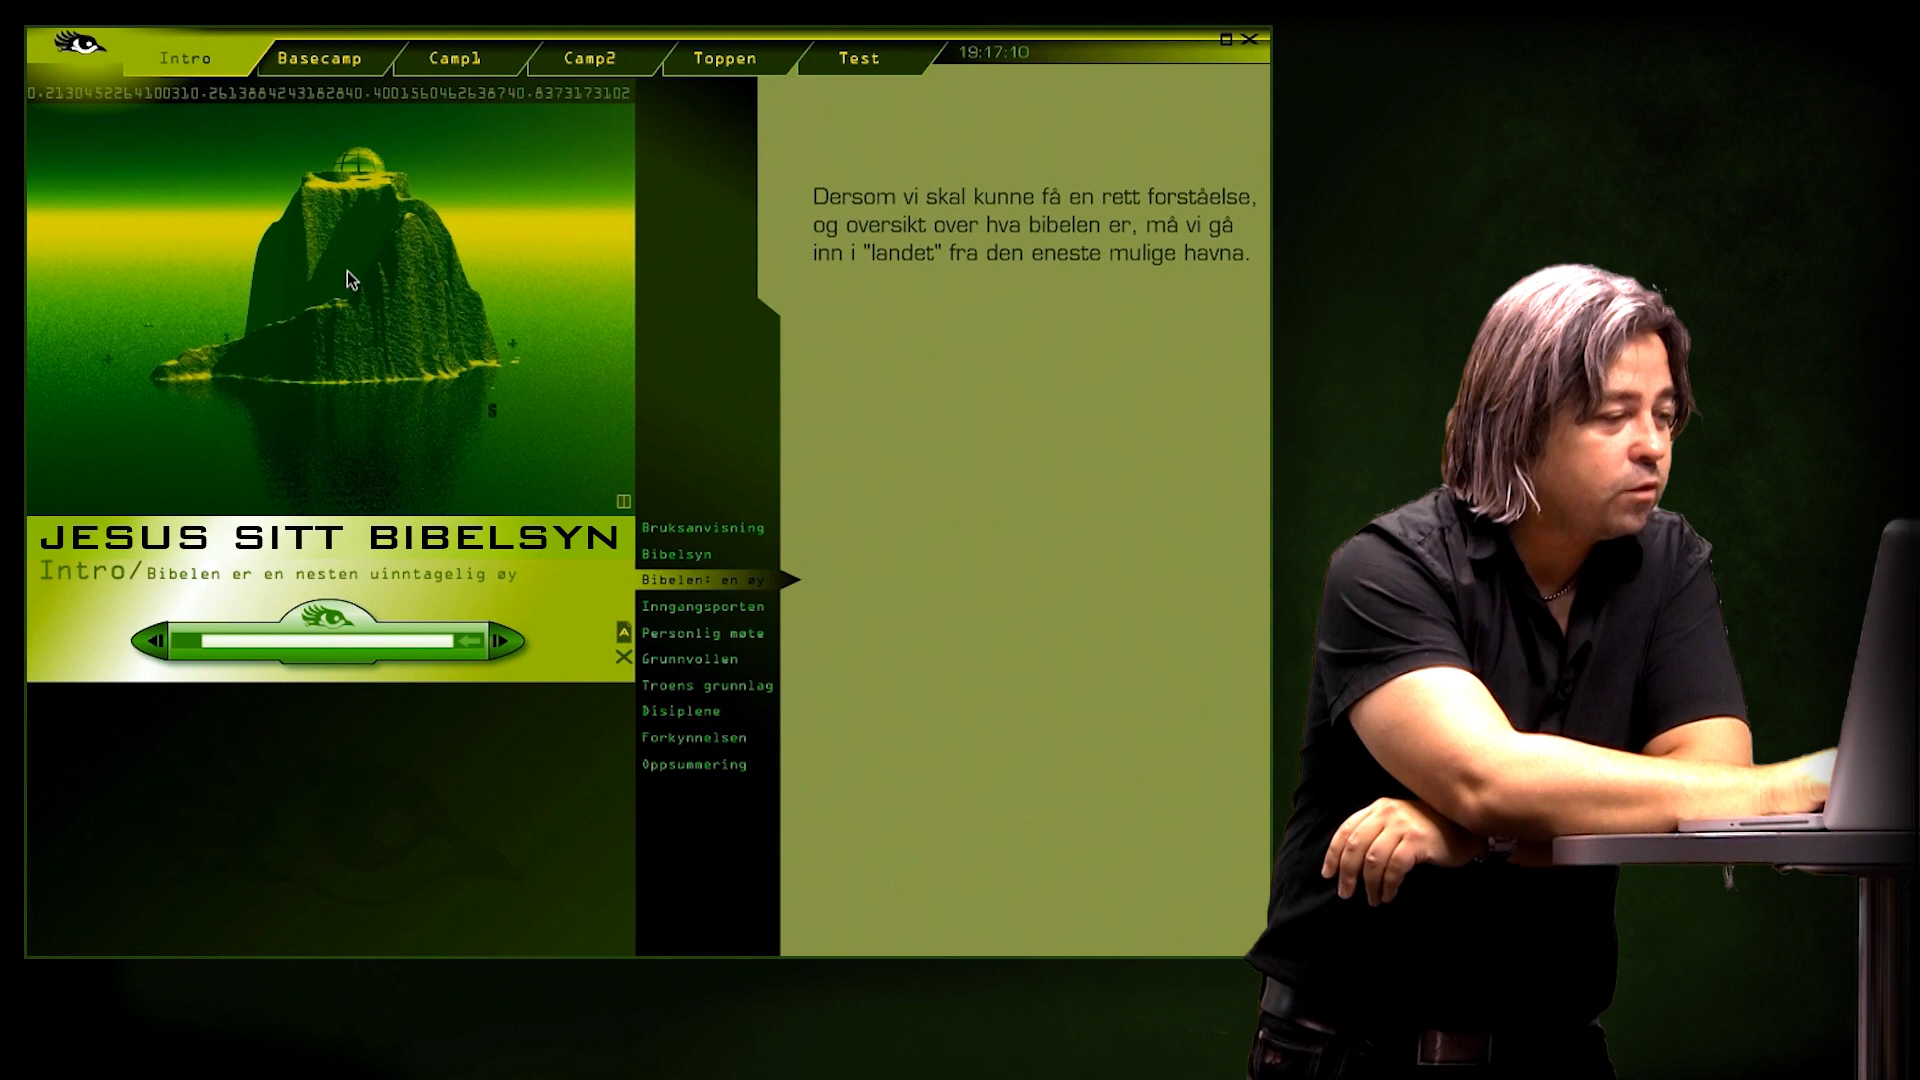 Intro
Basecamp
Camp1
Camp2
Toppen
Test
19:17:10
0.2130452264100310.2613884243182840.4001560462638740.8373173102
Dersom vi skal kunne få en rett forståelse,
og oversikt over hva bibelen er, må vi gå
inn i "landet" fra den eneste mulige havna.
S
JESUS SITT BIBELSYN
Intro/Bibelen er en nesten uinntagelig øy
A
Bruksanvisning
Bibelsyn
Bibelen: en øy
Inngangsporten
Personlig møte
Grunnvollen
Troens grunnlag
Disiplene
Forkynnelsen
Oppsummering